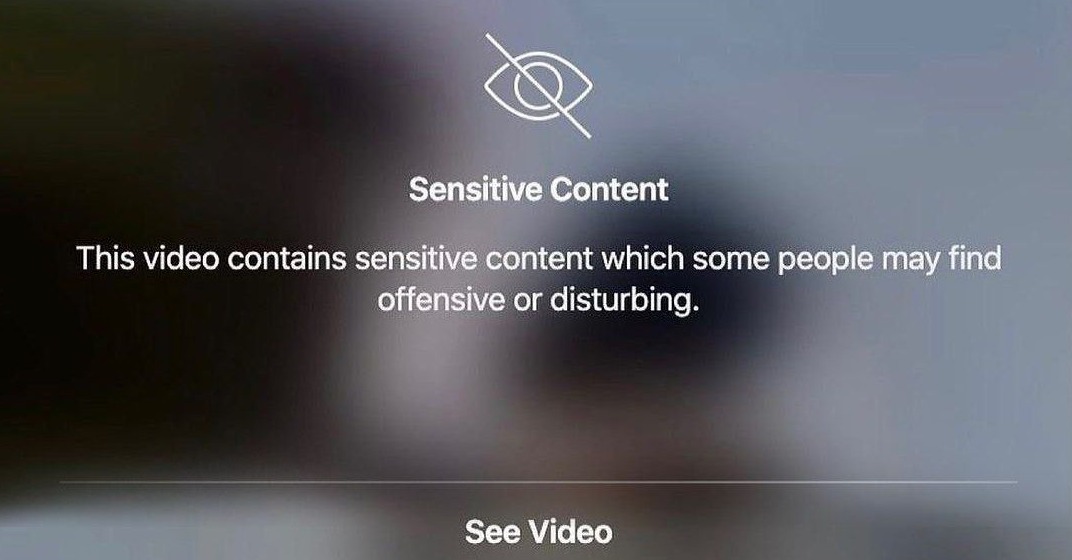 Sensitive Content
This video contains sensitive content which some people may find
offensive or disturbing.
See Video